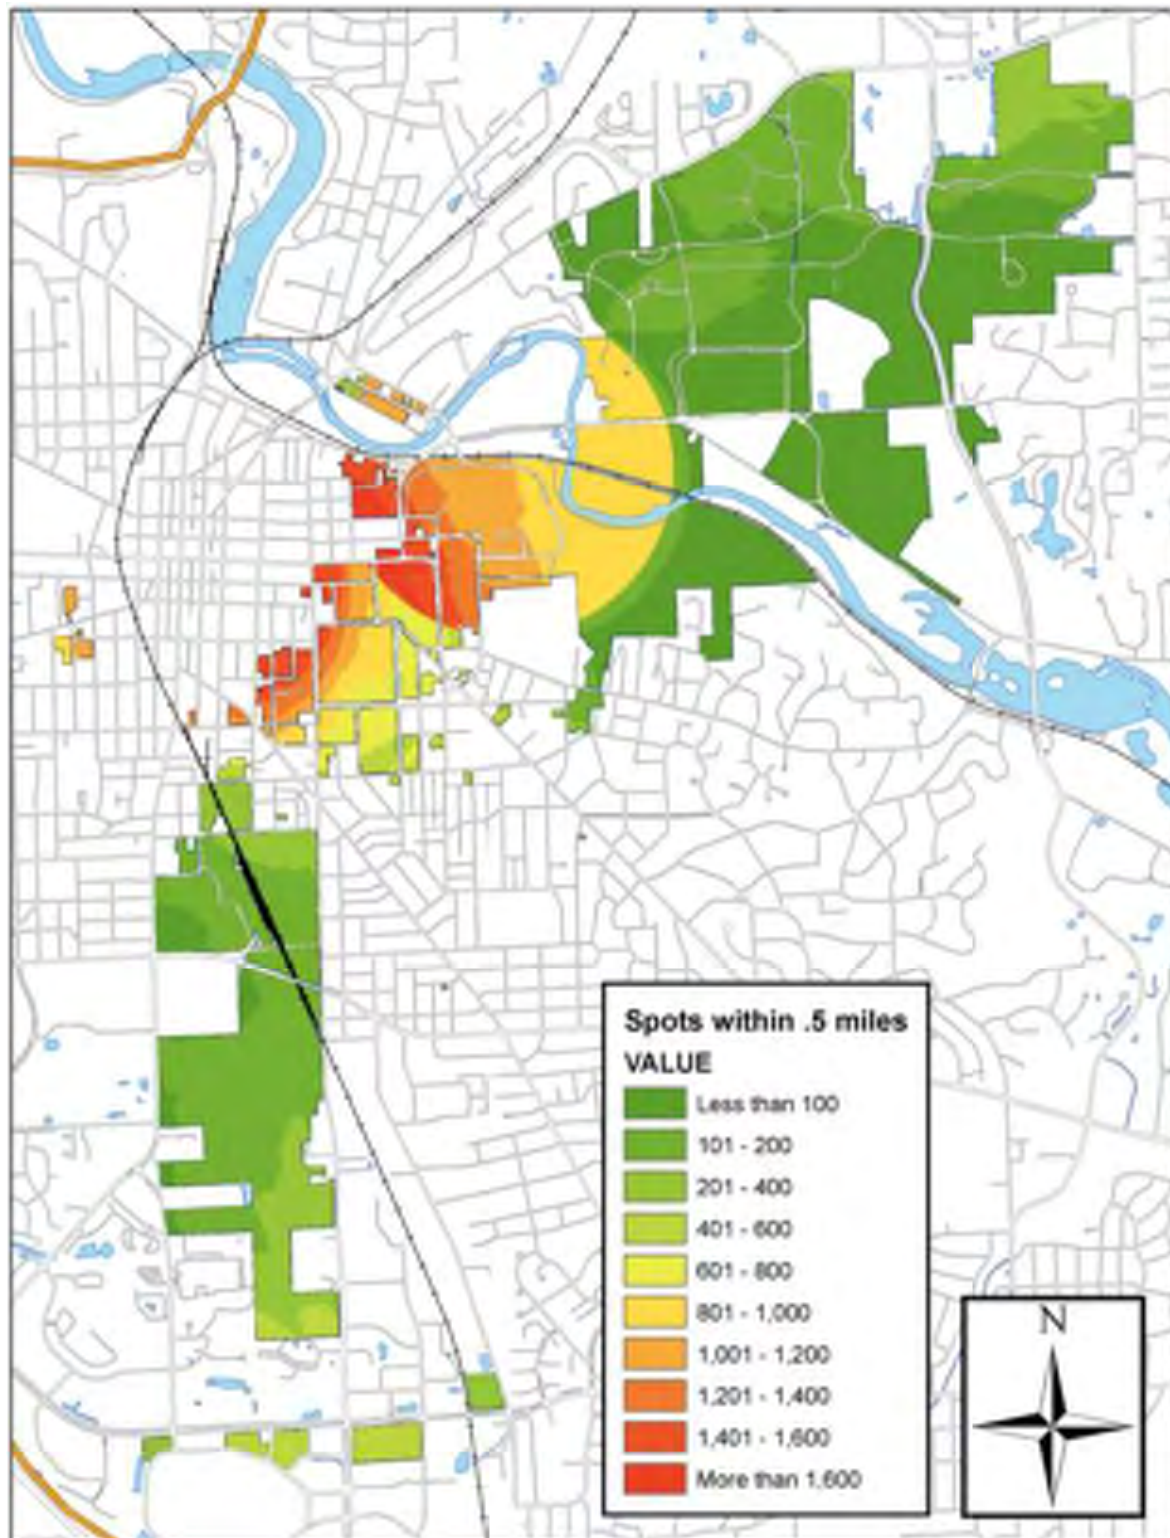 Spots within .5 miles
VALUE
Less than 100
101 - 200
201 - 400
401 - 600
601 - 800
801 - 1,000
1,001 - 1,200
1,201 - 1,400
1,401 - 1,600
More than 1,600
N